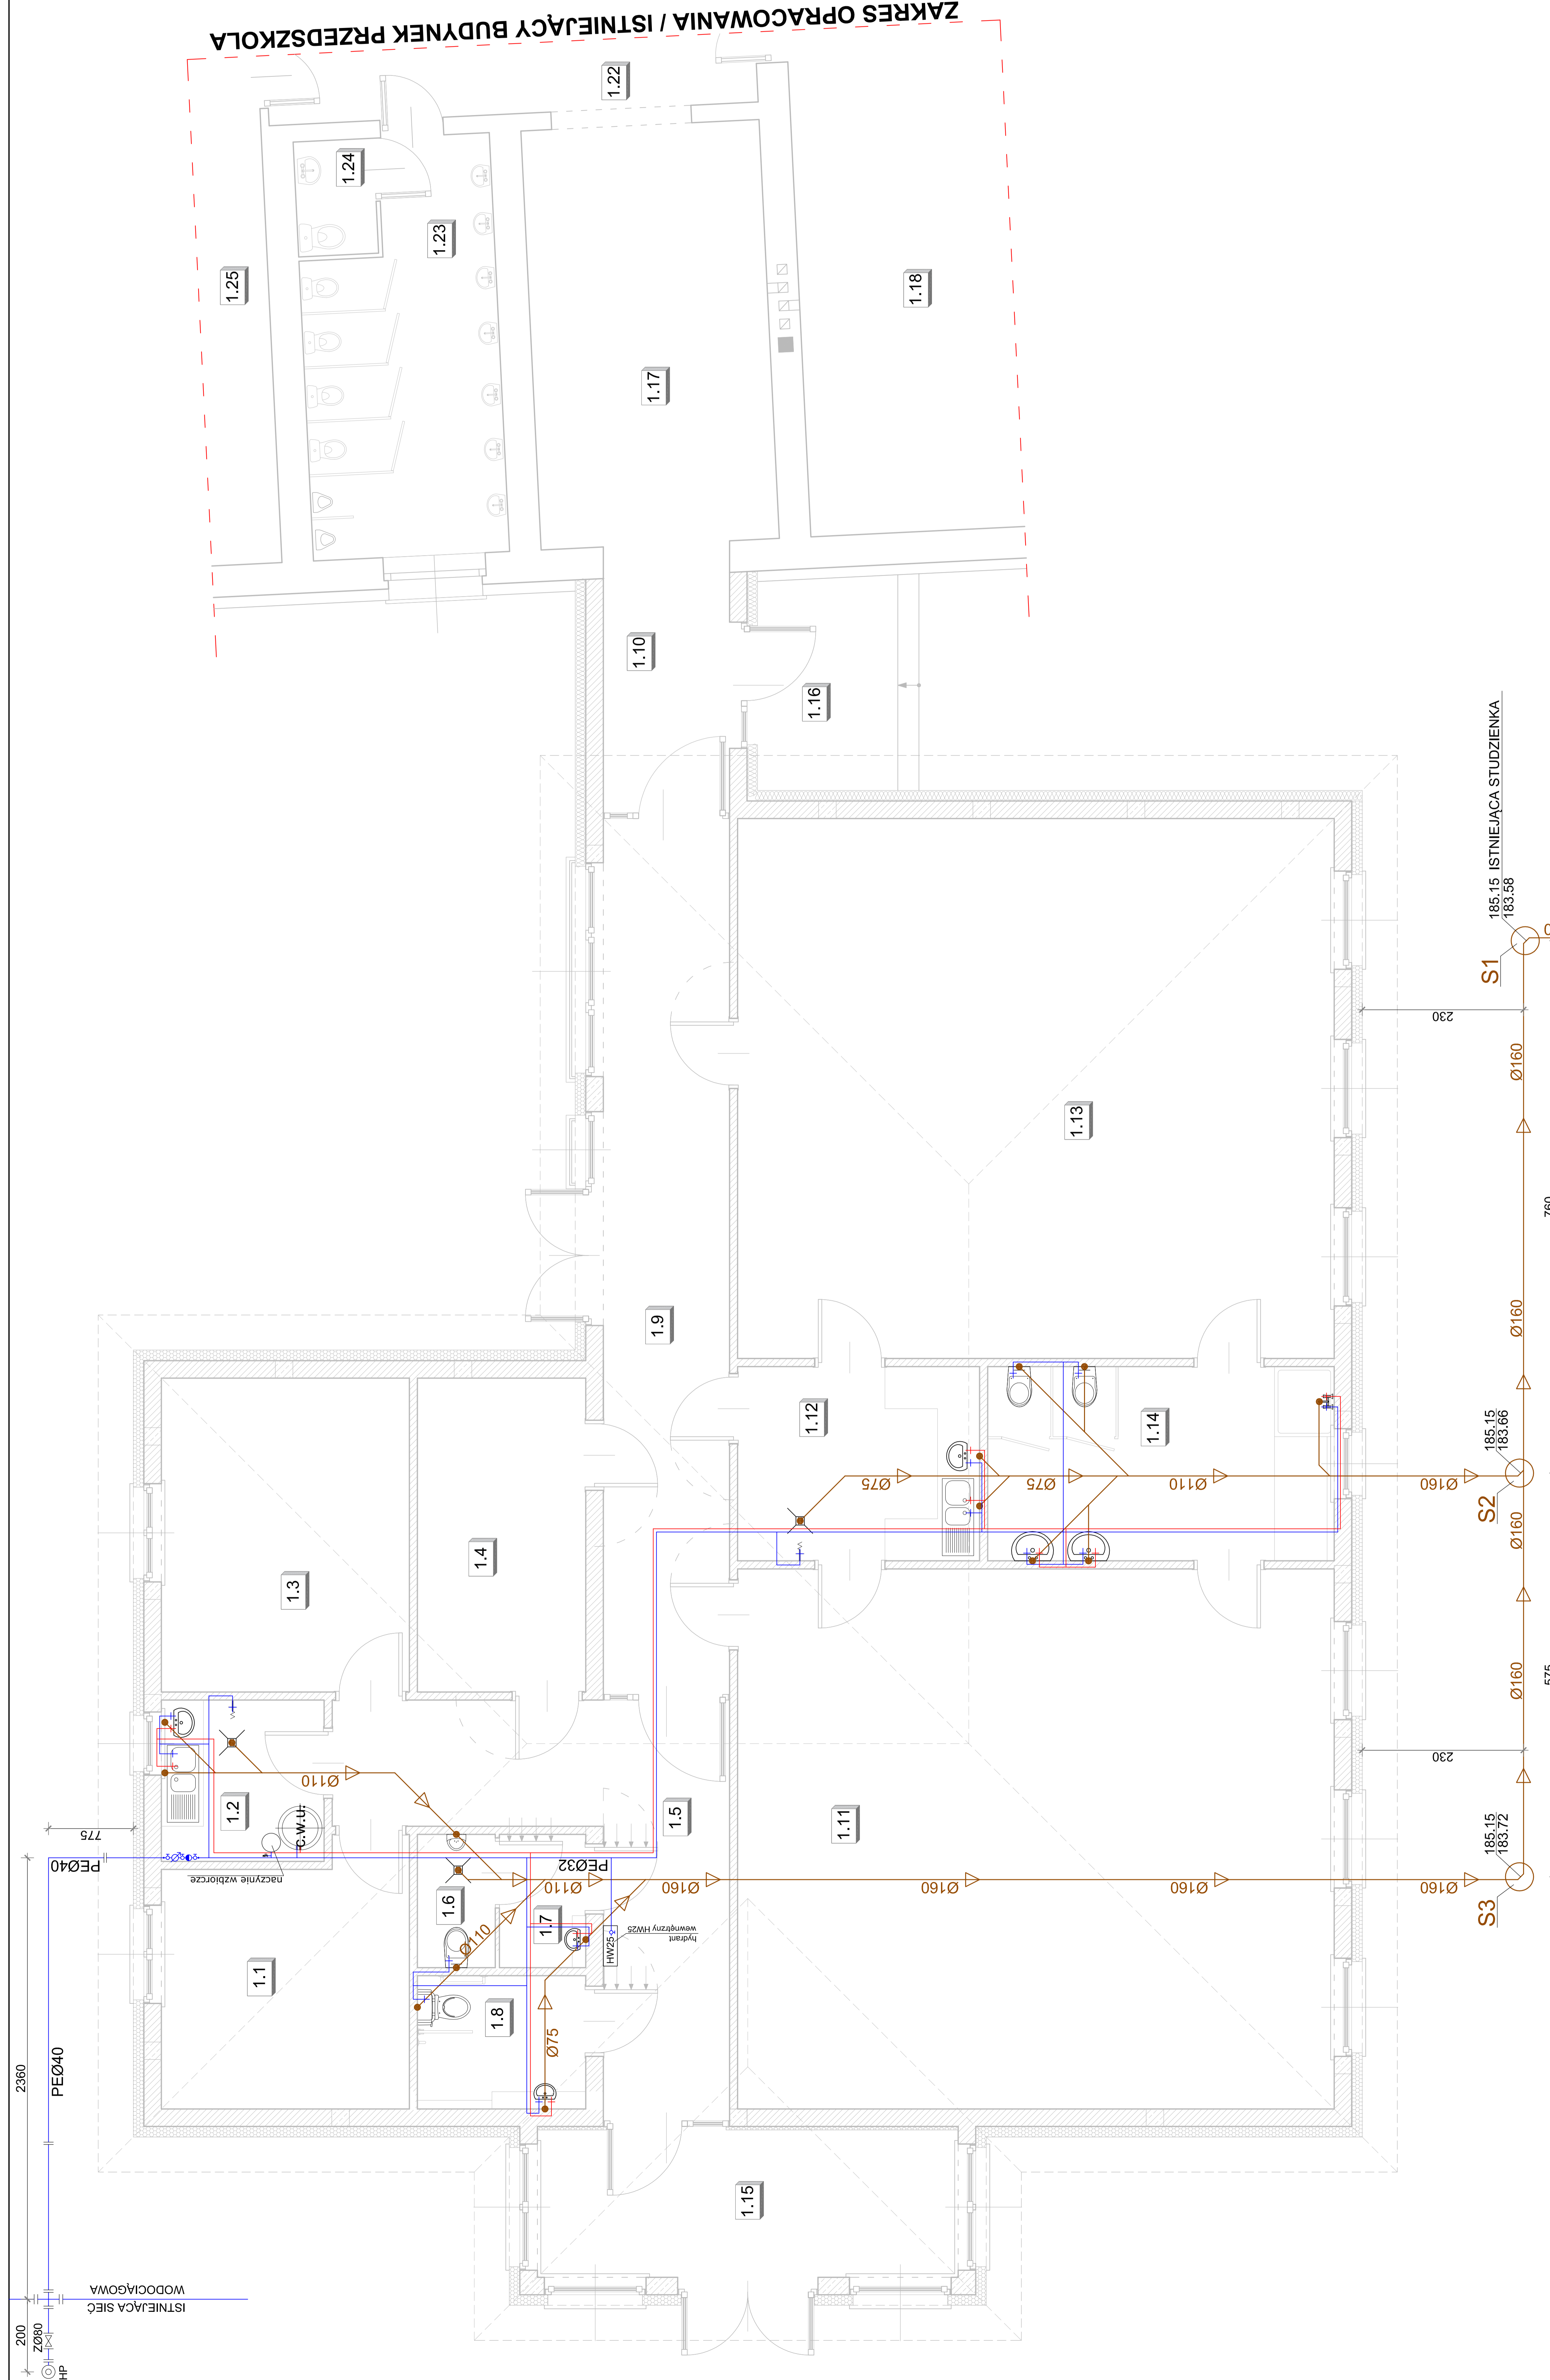 ZAKRES OPRACOWANIA / ISTNIEJĄCY BUDYNEK PRZEDSZKOLA
1.22
1.24
1.23
1.25
1.18
1.17
1.10
1.16
185.15 ISTNIEJĄCA STUDZIENKA
183.58
S1
230
Ø160
1.13
760
1.9
Ø160
1.12
1.14
185.15
183.66
Ø75
Ø75
Ø110
Ø160
S2
Ø160
1.4
1.3
Ø160
575
230
Ø110
1.2
c.w.u.
1.5
1.11
775
PEØ40
naczynie wzbiorcze
PEØ32
185.15
183.72
Ø110
Ø160
Ø160
Ø160
Ø160
S3
1.6
1.7
Ø110
HW25
hydrant
wewnętrzny HW25
1.1
1.8
Ø75
2360
PEØ40
1.15
ISTNIEJĄCA SIEĆ
WODOCIĄGOWA
200
ZØ80
HP